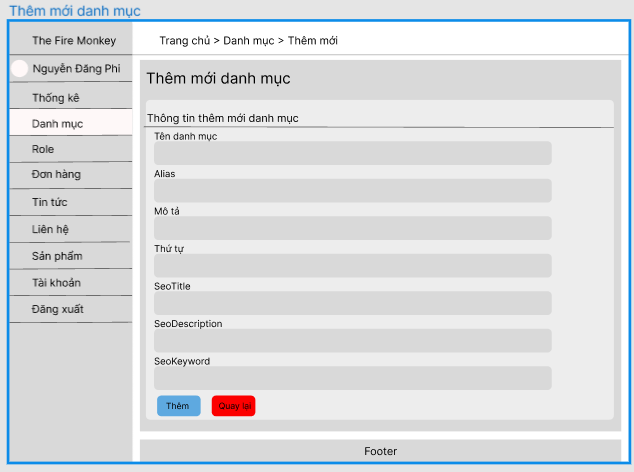 Thêm mới danh mục
The Fire Monkey
Trang chủ > Danh mục > Thêm mới
Nguyễn Đăng Phi
Thống kê
Danh mục
Role
Đơn hàng
Tin tức
Liên hệ
Sản phẩm
Tài khoản
Đăng xuất
Thêm mới danh mục
Thông tin thêm mới danh mục
Tên danh mục
Alias
Mô tả
Thứ tự
SeoTitle
SeoDescription
SeoKeyword
Thêm
Quay lại
Footer